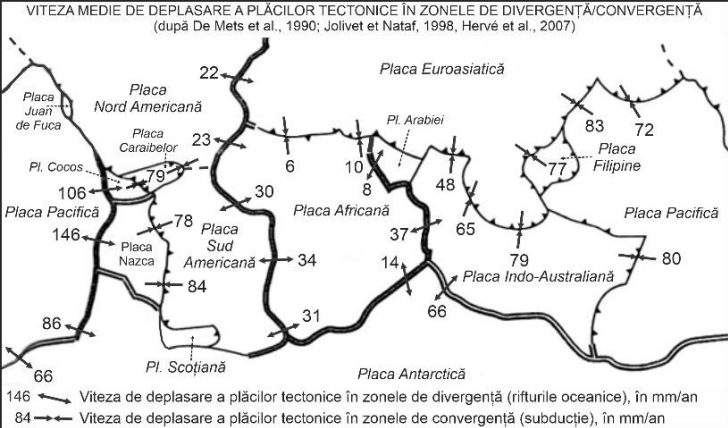 VITEZA MEDIE DE DEPLASARE A PLĂCILOR TECTONICE ÎN ZONELE DE DIVERGENȚĂ/CONVERGENȚĂ
(după De Mets et al., 1990; Jolivet et Nataf, 1998, Hervé et al., 2007)
Placa Euroasiatică
22
Placa
Nord Americană
Placa
Juan
de Fuca
83
72
Placa
Caraibelor
23
Pl. Arabiei
Placa
Filipine
77
6
10
Pl. Cocos
79
106
8
48
30
Placa Africană
Placa Pacifică
Placa Pacifică
78
65
146
Placa
Sud
Americană
37
Placa
Nazca
34
14
79
80
Placa Indo-Australiană
84
66
31
86
Pl. Scoțiană
66
Placa Antarctică
146 Viteza de deplasare a plăcilor tectonice în zonele de divergență (rifturile oceanice), în mm/an
84 Viteza de deplasare a plăcilor tectonice în zonele de convergență (subducție), în mm/an